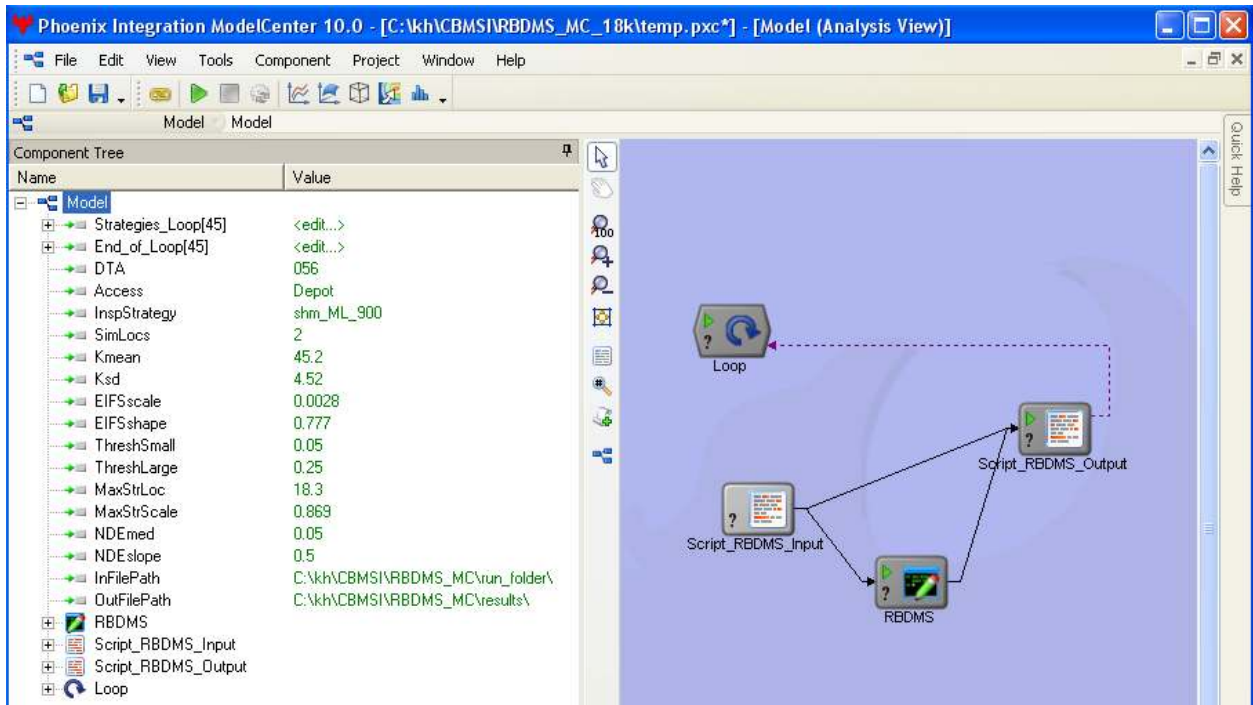 Phoenix Integration ModelCenter 10.0 - [C:\kh\CBMSI\RBDMS_MC_18k\temp.pxc*] - [Model (Analysis View)]
File Edit View Tools Component Project Window Help
Model Model
Quick Help
Component Tree
Name Value
Model
Strategies_Loop[45] <edit...>
End_of_Loop[45] <edit...>
DTA 056
Access Depot
InspStrategy shm_ML_900
SimLocs 2
Kmean 45.2
Ksd 4.52
EIFSscale 0.0028
EIFSshape 0.777
ThreshSmall 0.05
ThreshLarge 0.25
MaxStrLoc 18.3
MaxStrScale 0.869
NDEmed 0.05
NDEslope 0.5
InFilePath C:\kh\CBMSI\RBDMS_MC\run_folder\
OutFilePath C:\kh\CBMSI\RBDMS_MC\results\
RBDMS
Script_RBDMS_Input
Script_RBDMS_Output
Loop
100
?
Loop
?
Script_RBDMS_Output
?
Script_RBDMS_Input
?
RBDMS